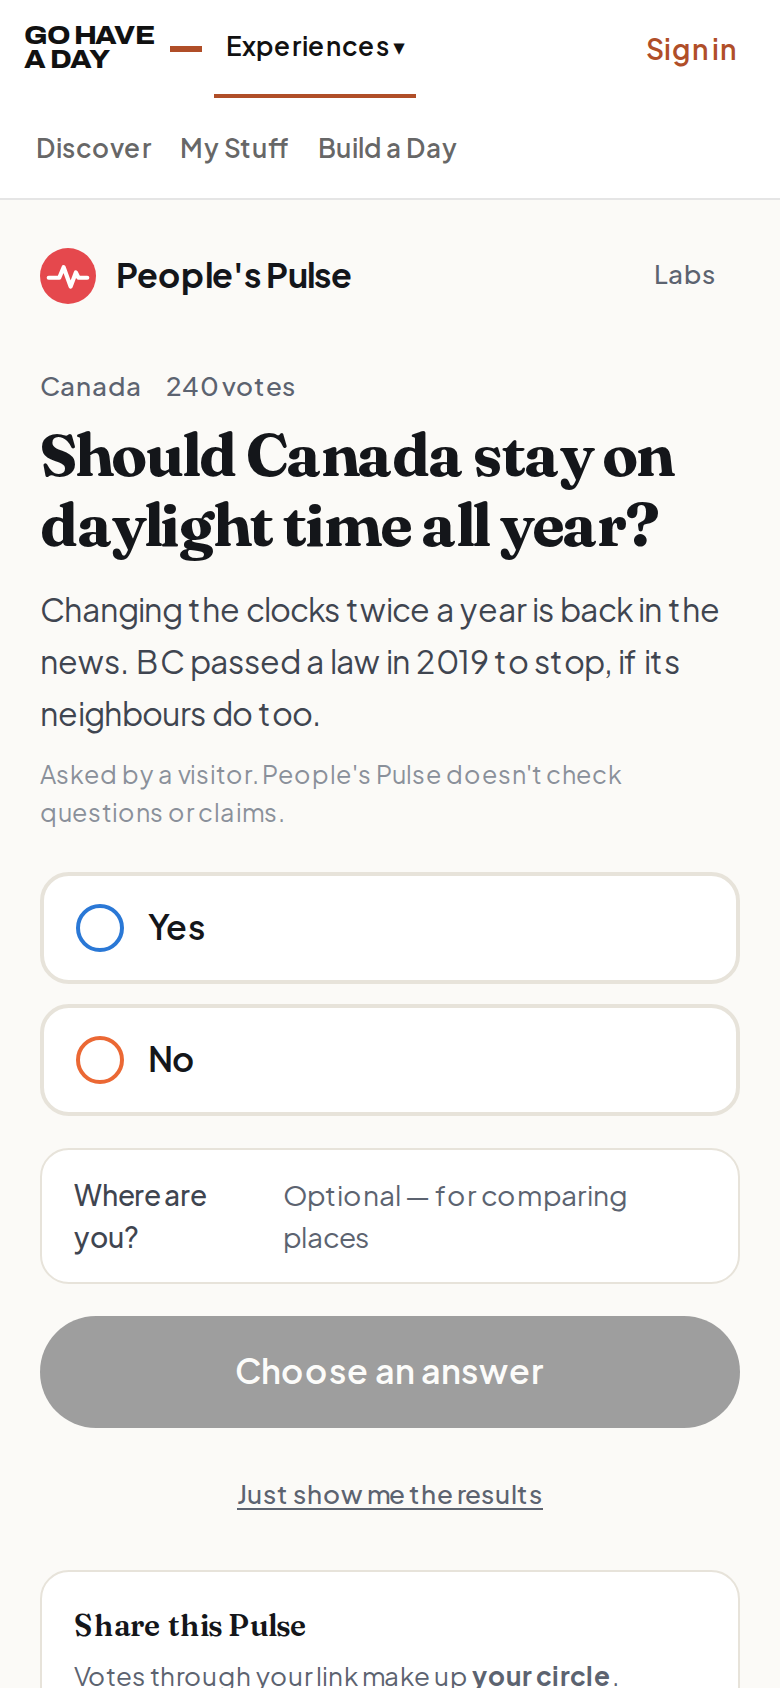 GO HAVE
A DAY
Experiences ▾
Sign in
Discover My Stuff Build a Day
People's Pulse
Labs
Canada 240 votes
Should Canada stay on
daylight time all year?
Changing the clocks twice a year is back in the
news. BC passed a law in 2019 to stop, if its
neighbours do too.
Asked by a visitor. People's Pulse doesn't check
questions or claims.
Yes
No
Where are
you?
Optional — for comparing
places
Choose an answer
Just show me the results
Share this Pulse
Votes through your link make up your circle.